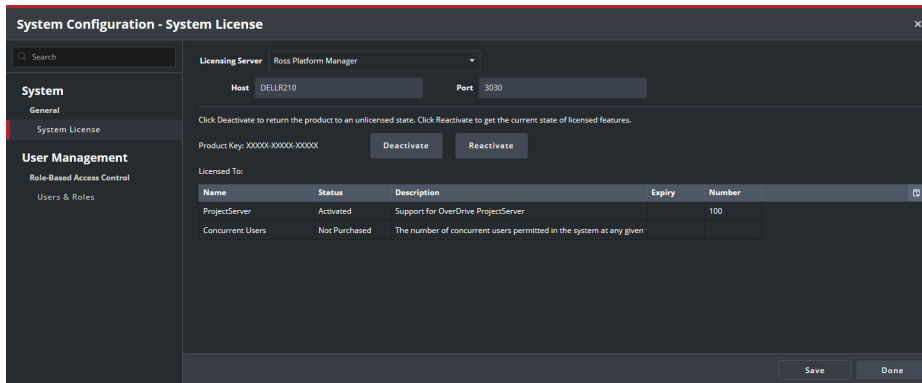 System Configuration - System License
Search
System
General
System License
User Management
Role-Based Access Control
Users & Roles
Licensing Server Ross Platform Manager
Host DELLR210 Port 3030
Click Deactivate to return the product to an unlicensed state. Click Reactivate to get the current state of licensed features.
Product Key: XXXXX-XXXXX-XXXXX Deactivate Reactivate
Licensed To:
Name Status Description Expiry Number
ProjectServer Activated Support for OverDrive ProjectServer 100
Concurrent Users Not Purchased The number of concurrent users permitted in the system at any given
Save Done